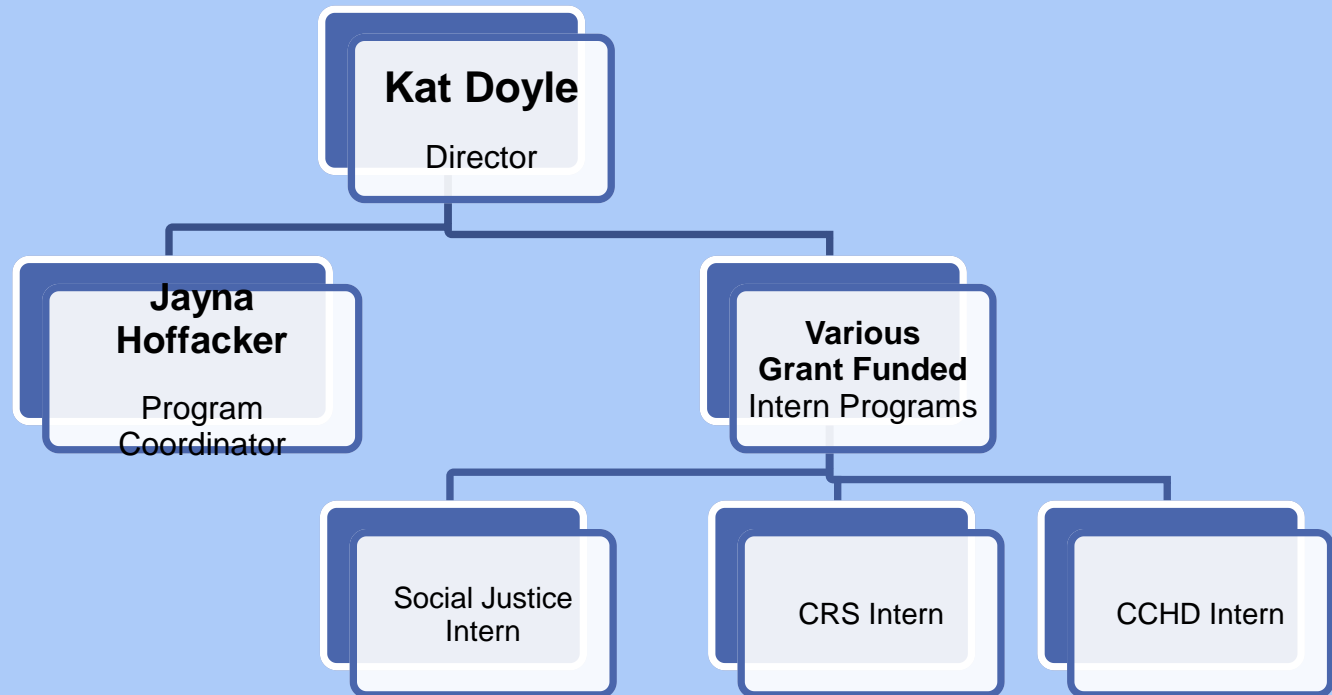 Kat Doyle
Director
Jayna
Hoffacker
Program
Coordinator
Various
Grant Funded
Intern Programs
Social Justice
Intern
CRS Intern
CCHD Intern